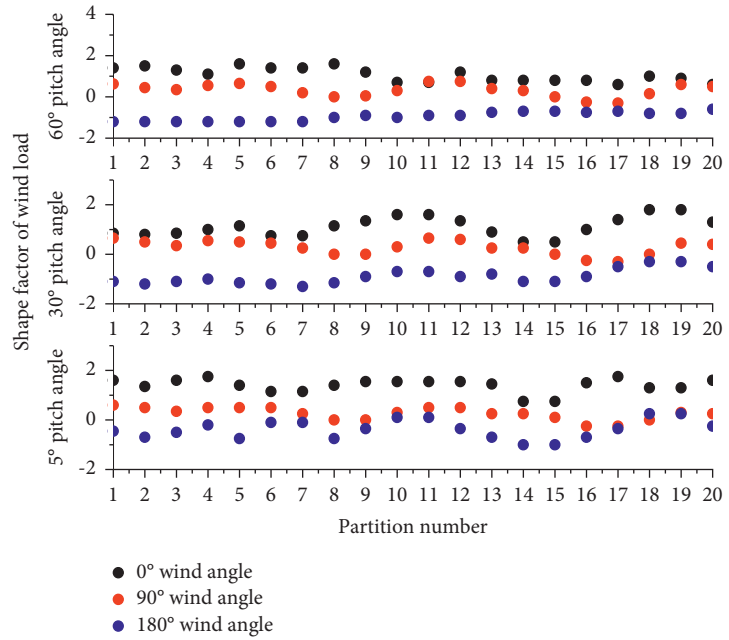 Shape factor of wind load
60° pitch angle
4
2
0
-2
1 2 3 4 5 6 7 8 9 10 11 12 13 14 15 16 17 18 19 20
30° pitch angle
2
0
-2
1 2 3 4 5 6 7 8 9 10 11 12 13 14 15 16 17 18 19 20
5° pitch angle
2
0
-2
1 2 3 4 5 6 7 8 9 10 11 12 13 14 15 16 17 18 19 20
Partition number
0° wind angle
90° wind angle
180° wind angle